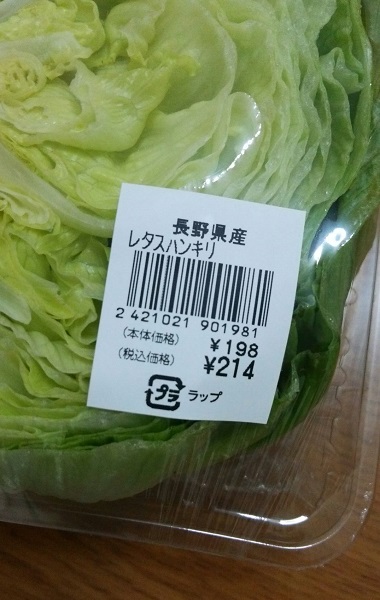 長野県産
レタスハンキリ
2 421021 901981
(本体価格) ¥198
(税込価格) ¥214
プラ ラップ